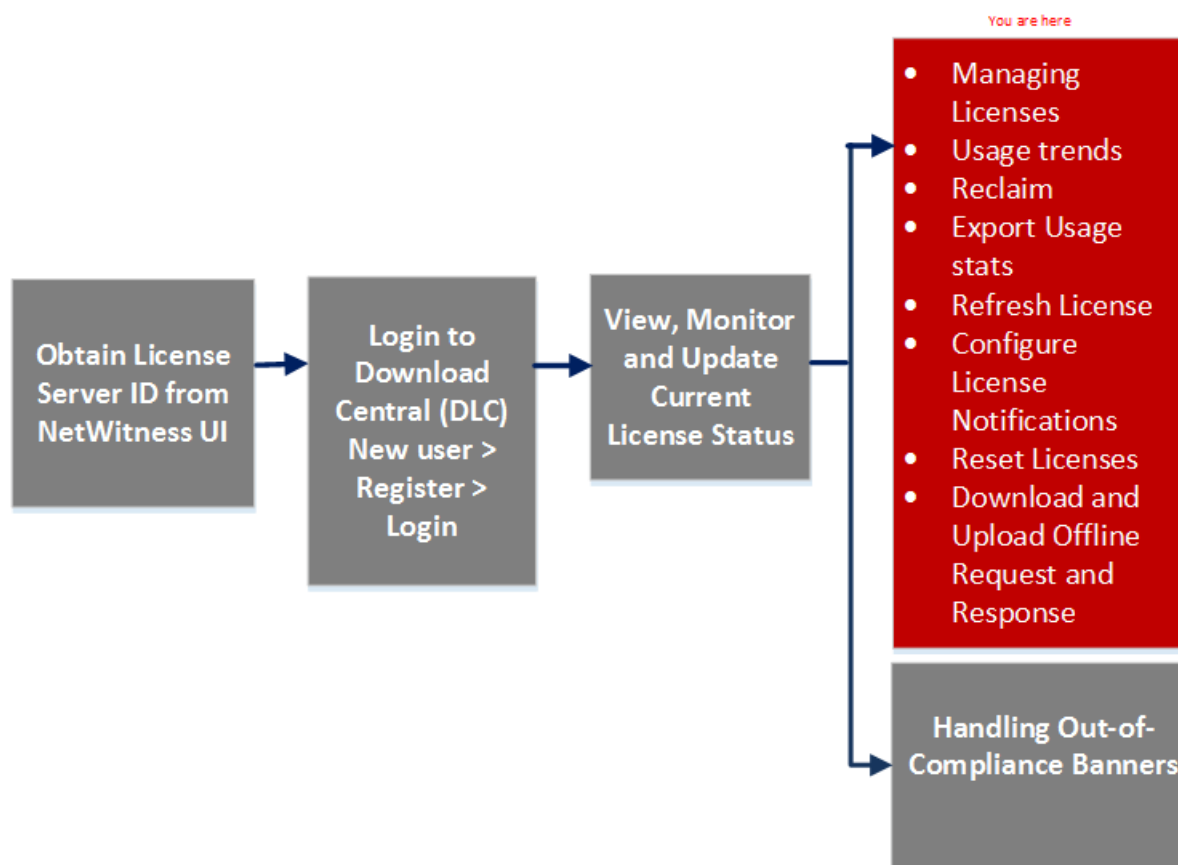 You are here
Obtain License
Server ID from
NetWitness UI
Login to
Download
Central (DLC)
New user >
Register >
Login
View, Monitor
and Update
Current
License Status
• Managing
Licenses
• Usage trends
• Reclaim
• Export Usage
stats
• Refresh License
• Configure
License
Notifications
• Reset Licenses
• Download and
Upload Offline
Request and
Response
Handling Out-of-
Compliance Banners